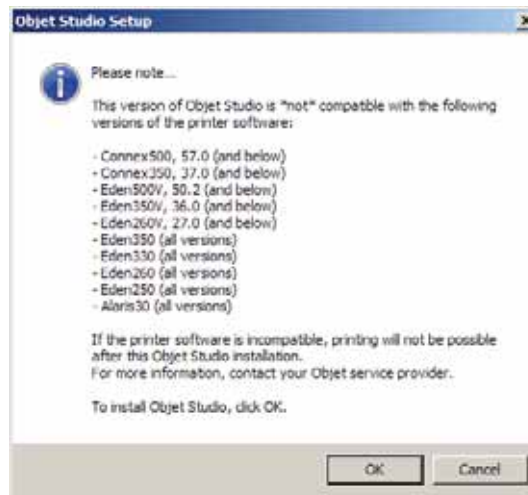 Objet Studio Setup
Please note...
This version of Objet Studio is "not" compatible with the following
versions of the printer software:
- Connex500, 57.0 (and below)
- Connex350, 37.0 (and below)
- Eden500V, 50.2 (and below)
- Eden350V, 36.0 (and below)
- Eden260V, 27.0 (and below)
- Eden350 (all versions)
- Eden330 (all versions)
- Eden260 (all versions)
- Eden250 (all versions)
- Alaris30 (all versions)
If the printer software is incompatible, printing will not be possible
after this Objet Studio installation.
For more information, contact your Objet service provider.
To install Objet Studio, click OK.
OK Cancel